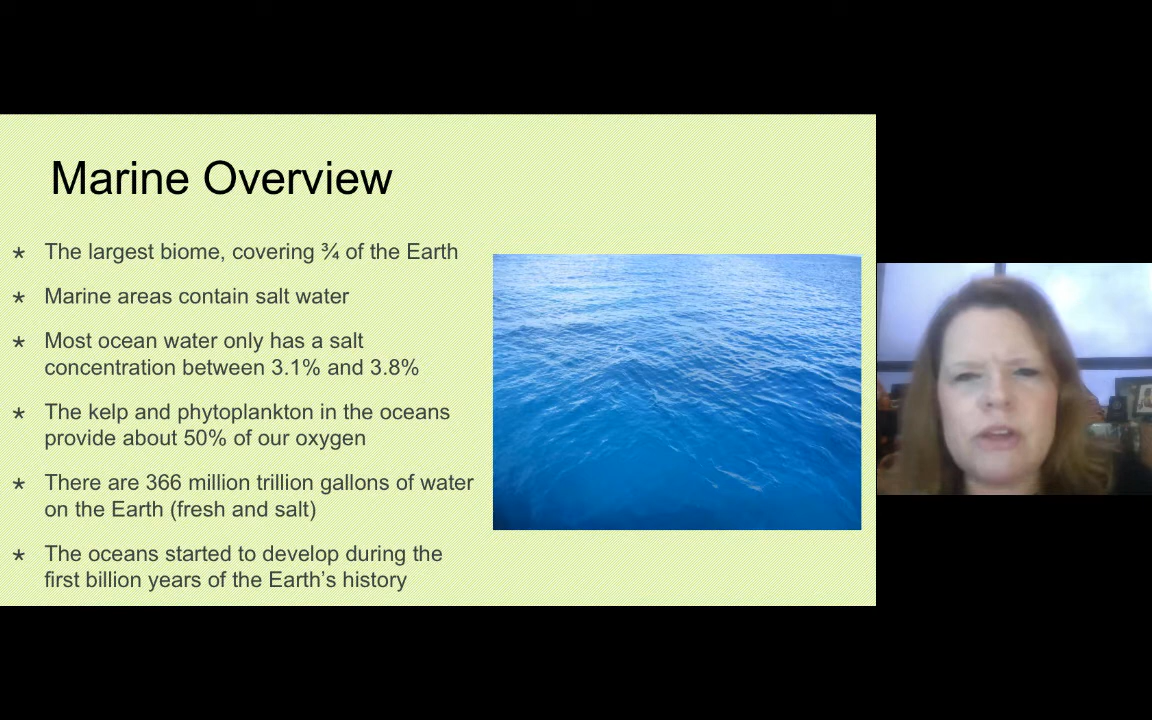 Marine Overview
* The largest biome, covering ¾ of the Earth
* Marine areas contain salt water
* Most ocean water only has a salt
concentration between 3.1% and 3.8%
* The kelp and phytoplankton in the oceans
provide about 50% of our oxygen
* There are 366 million trillion gallons of water
on the Earth (fresh and salt)
* The oceans started to develop during the
first billion years of the Earth’s history